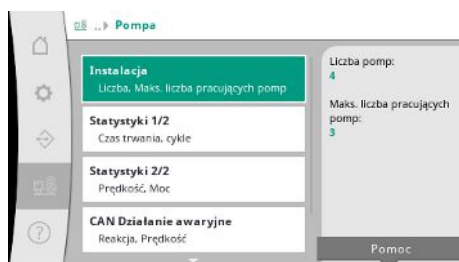 ..▸ Pompa
Instalacja
Liczba, Maks. liczba pracujących pomp
Statystyki 1/2
Czas trwania, cykle
Statystyki 2/2
Prędkość, Moc
CAN Działanie awaryjne
Reakcja, Prędkość
Liczba pomp:
4
Maks. liczba pracujących
pomp:
3
Pomoc